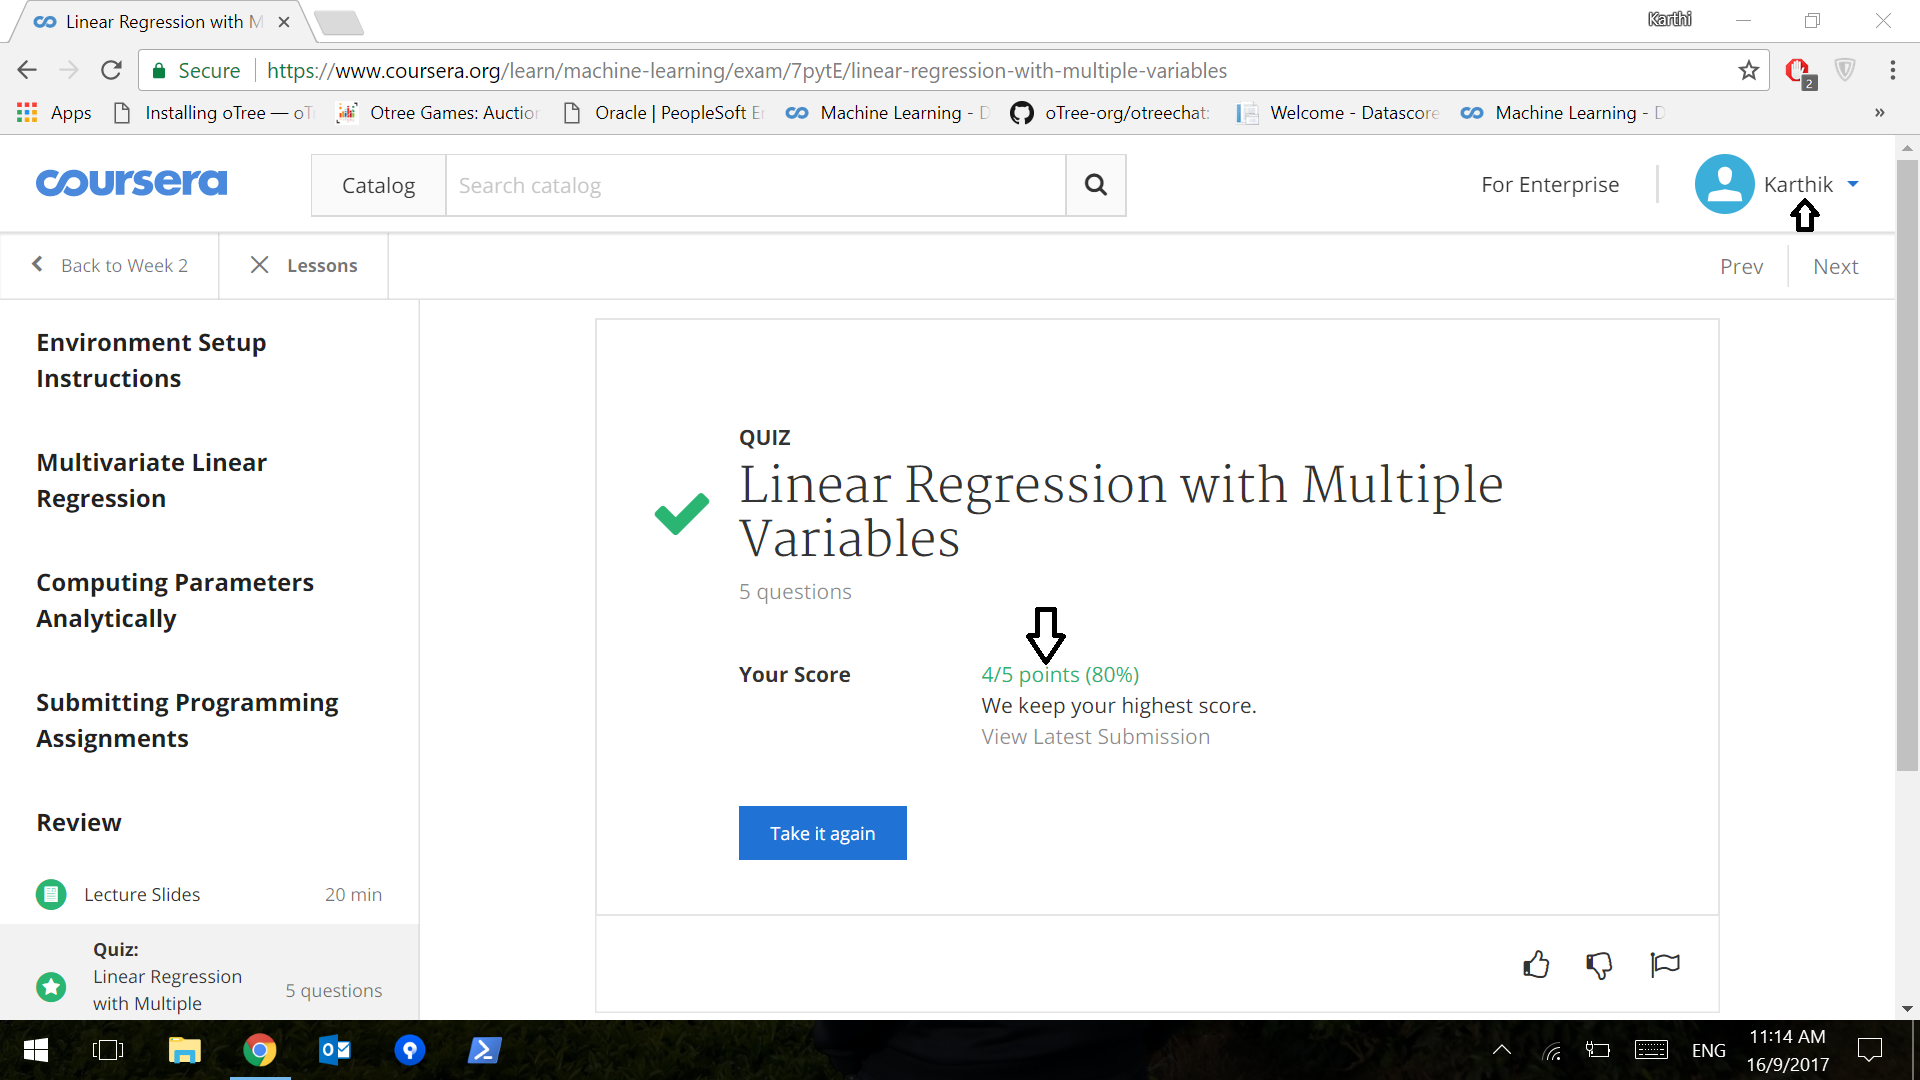 Linear Regression with M
Karthi
Secure
https://www.coursera.org/learn/machine-learning/exam/7pytE/linear-regression-with-multiple-variables
2
Apps
Installing oTree — oT
Otree Games: Auction
Oracle | PeopleSoft E
Machine Learning - D
oTree-org/otreechat:
Welcome - Datascore
Machine Learning - D
»
coursera
Catalog
Search catalog
For Enterprise
Karthik
Back to Week 2
Lessons
Prev
Next
Environment Setup
Instructions
Multivariate Linear
Regression
Computing Parameters
Analytically
Submitting Programming
Assignments
Review
Lecture Slides
20 min
Quiz:
Linear Regression
with Multiple
5 questions
QUIZ
Linear Regression with Multiple
Variables
5 questions
Your Score
4/5 points (80%)
We keep your highest score.
View Latest Submission
Take it again
ENG
11:14 AM
16/9/2017